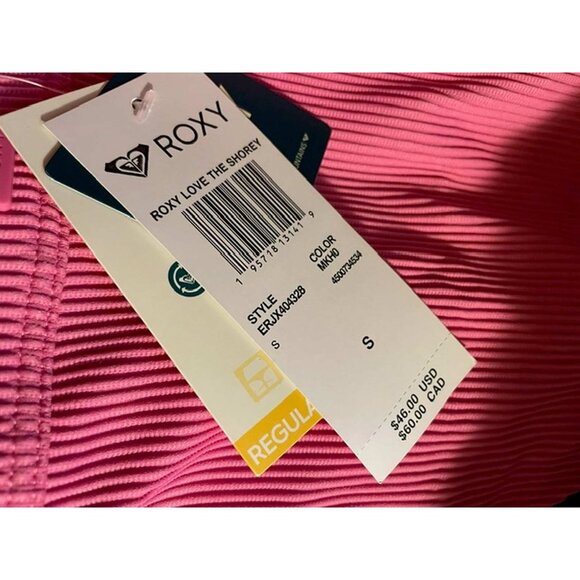 ROXY
ROXY LOVE THE SHOREY
1 95718 13141 9
STYLE
ERJX404328
COLOR
MKH0
4500734534
S
S
$46.00 USD
$60.00 CAD
REGULA
UNTAINS